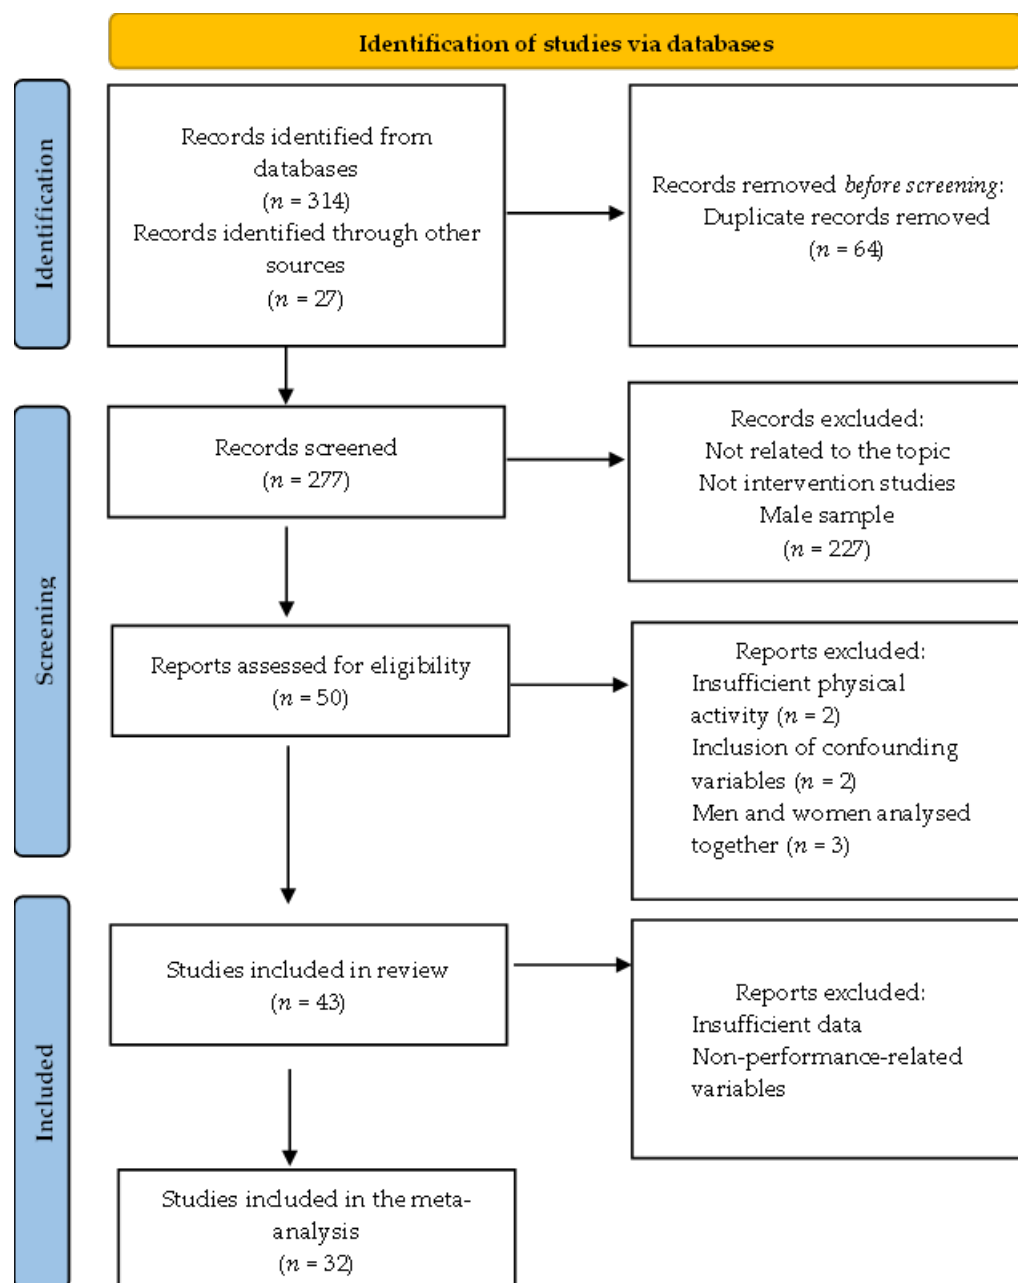 Identification of studies via databases
Identification
Records identified from
databases
(n = 314)
Records identified through other
sources
(n = 27)
Records removed before screening:
Duplicate records removed
(n = 64)
Screening
Records screened
(n = 277)
Records excluded:
Not related to the topic
Not intervention studies
Male sample
(n = 227)
Reports assessed for eligibility
(n = 50)
Reports excluded:
Insufficient physical
activity (n = 2)
Inclusion of confounding
variables (n = 2)
Men and women analysed
together (n = 3)
Included
Studies included in review
(n = 43)
Reports excluded:
Insufficient data
Non-performance-related
variables
Studies included in the meta-
analysis
(n = 32)